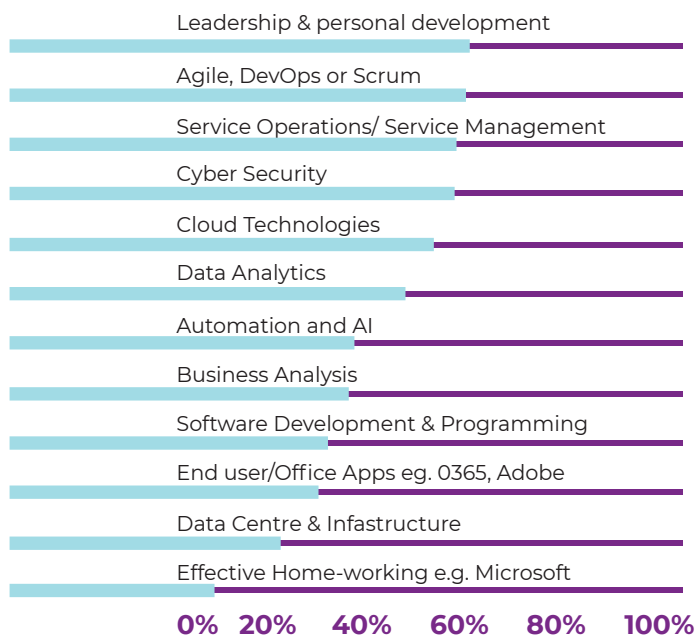 Leadership & personal development
Agile, DevOps or Scrum
Service Operations/ Service Management
Cyber Security
Cloud Technologies
Data Analytics
Automation and AI
Business Analysis
Software Development & Programming
End user/Office Apps eg. 0365, Adobe
Data Centre & Infastructure
Effective Home-working e.g. Microsoft
0% 20% 40% 60% 80% 100%